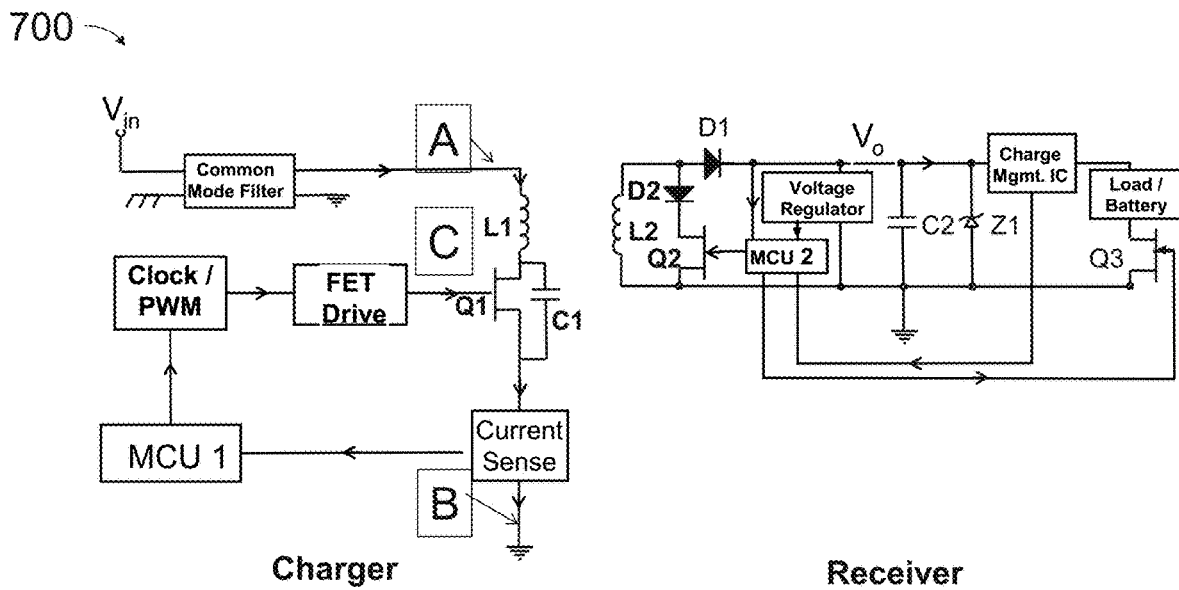 700
Vin
Common
Mode Filter
A
L1
C
Clock /
PWM
FET
Drive
Q1
C1
MCU 1
Current
Sense
B
Charger
D1
Vo
D2
Voltage
Regulator
Charge
Mgmt. IC
Load /
Battery
L2
Q2
MCU 2
C2
Z1
Q3
Receiver